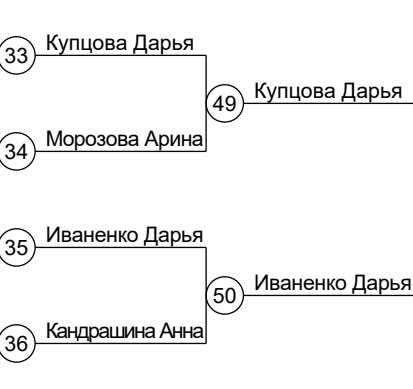 33 Купцова Дарья
49 Купцова Дарья
34 Морозова Арина
35 Иваненко Дарья
50 Иваненко Дарья
36 Кандрашина Анна